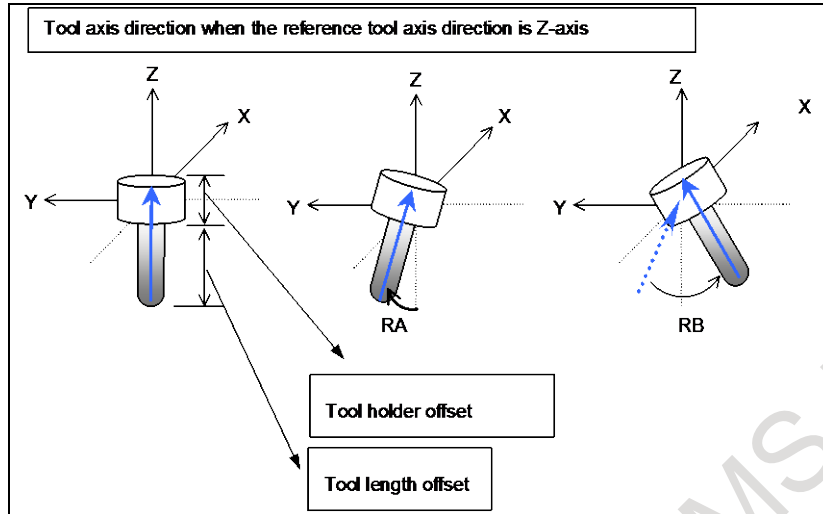 Tool axis direction when the reference tool axis direction is Z-axis
Z
X
Y
Z
X
Y
RA
Z
X
Y
RB
Tool holder offset
Tool length offset
MS